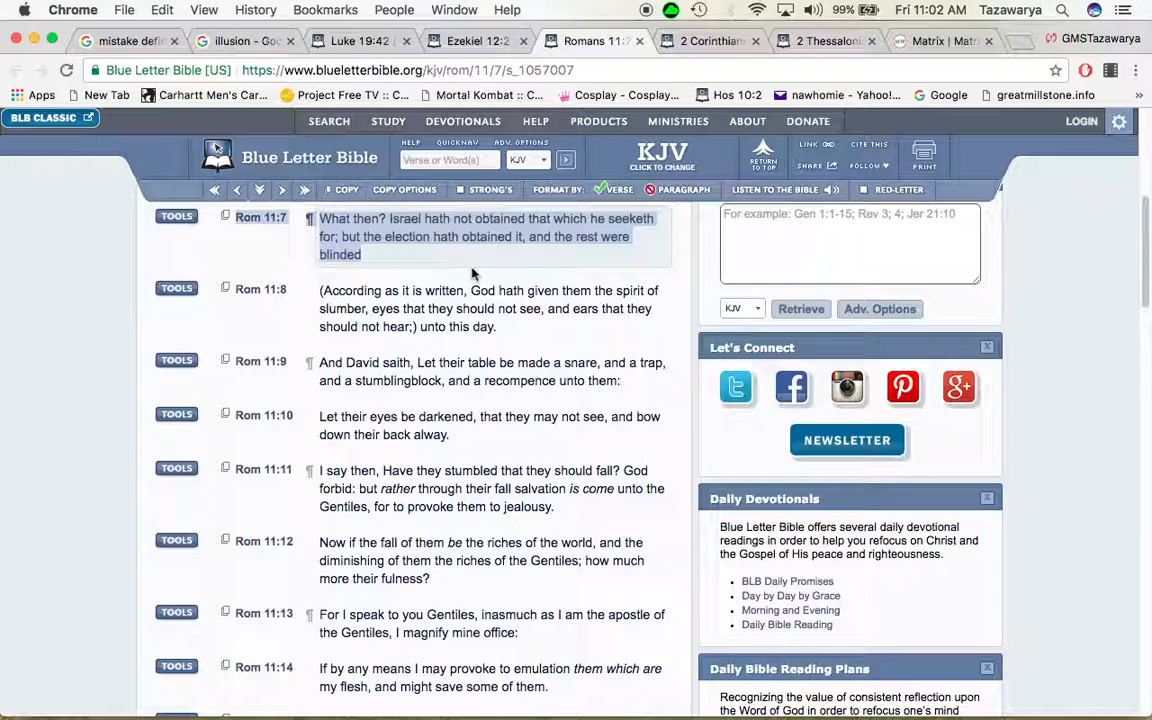 Chrome File Edit View History Bookmarks People Window Help 99% Fri 11:02 AM Tazawarya
mistake defin Illusion - Goo Luke 19:42 ( Ezekiel 12:2 Romans 11:7 2 Corinthian 2 Thessaloni Matrix | Mato GMSTazawarya
Blue Letter Bible [US] https://www.blueletterbible.org/kjv/rom/11/7/s_1057007
Apps New Tab Carhartt Men's Car... Project Free TV :: C... Mortal Kombat :: C... Cosplay - Cosplay... Hos 10:2 nawhomie - Yahoo!... Google greatmillstone.info »
BLB CLASSIC SEARCH STUDY DEVOTIONALS HELP PRODUCTS MINISTRIES ABOUT DONATE LOGIN
Blue Letter Bible
HELP QUICKNAV ADV. OPTIONS
Verse or Word(s) KJV
KJV
CLICK TO CHANGE
RETURN
TO TOP
LINK CITE THIS
SHARE FOLLOW
PRINT
COPY COPY OPTIONS STRONG'S FORMAT BY: VERSE PARAGRAPH LISTEN TO THE BIBLE RED-LETTER
TOOLS Rom 11:7 ¶ What then? Israel hath not obtained that which he seeketh
for; but the election hath obtained it, and the rest were
blinded
TOOLS Rom 11:8 (According as it is written, God hath given them the spirit of
slumber, eyes that they should not see, and ears that they
should not hear;) unto this day.
TOOLS Rom 11:9 ¶ And David saith, Let their table be made a snare, and a trap,
and a stumblingblock, and a recompence unto them:
TOOLS Rom 11:10 Let their eyes be darkened, that they may not see, and bow
down their back alway.
TOOLS Rom 11:11 ¶ I say then, Have they stumbled that they should fall? God
forbid: but rather through their fall salvation is come unto the
Gentiles, for to provoke them to jealousy.
TOOLS Rom 11:12 Now if the fall of them be the riches of the world, and the
diminishing of them the riches of the Gentiles; how much
more their fulness?
TOOLS Rom 11:13 ¶ For I speak to you Gentiles, inasmuch as I am the apostle of
the Gentiles, I magnify mine office:
TOOLS Rom 11:14 If by any means I may provoke to emulation them which are
my flesh, and might save some of them.
For example: Gen 1:1-15; Rev 3; 4; Jer 21:10
KJV Retrieve Adv. Options
Let's Connect
NEWSLETTER
Daily Devotionals
Blue Letter Bible offers several daily devotional
readings in order to help you refocus on Christ and
the Gospel of His peace and righteousness.
BLB Daily Promises
Day by Day by Grace
Morning and Evening
Daily Bible Reading
Daily Bible Reading Plans
Recognizing the value of consistent reflection upon
the Word of God in order to refocus one's mind